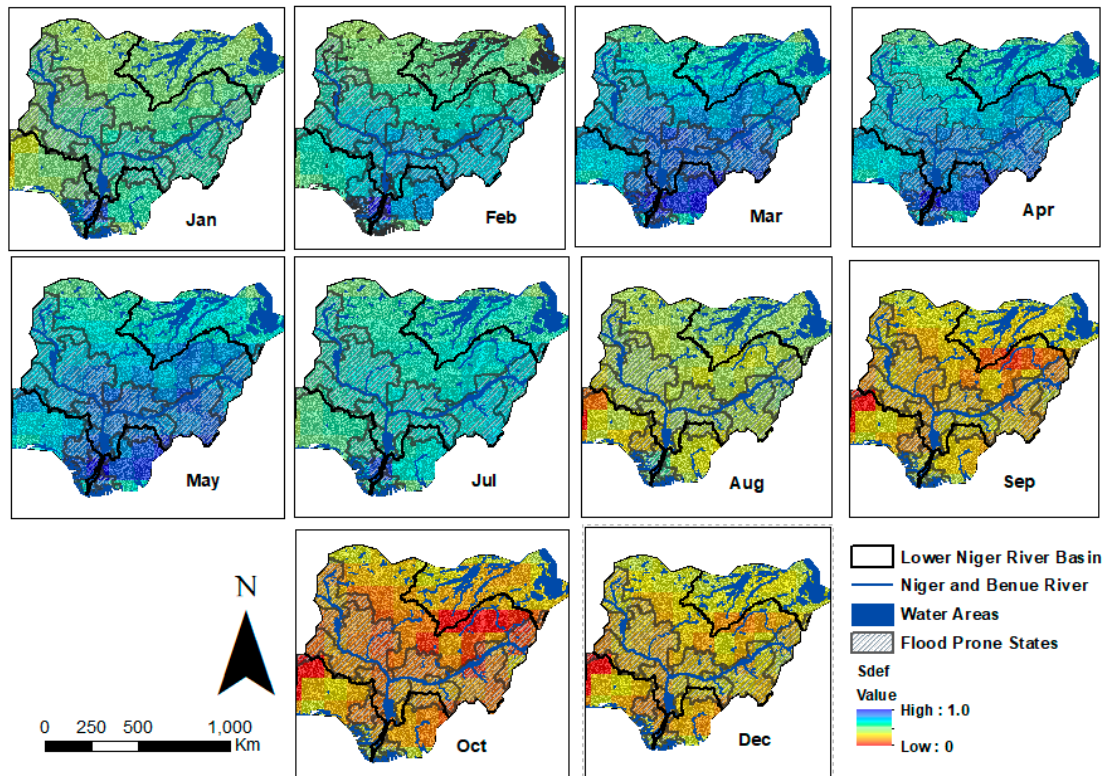 Jan
Feb
Mar
Apr
May
Jul
Aug
Sep
Oct
Dec
N
0 250 500 1,000
Km
Lower Niger River Basin
Niger and Benue River
Water Areas
Flood Prone States
Sdef
Value
High : 1.0
Low : 0